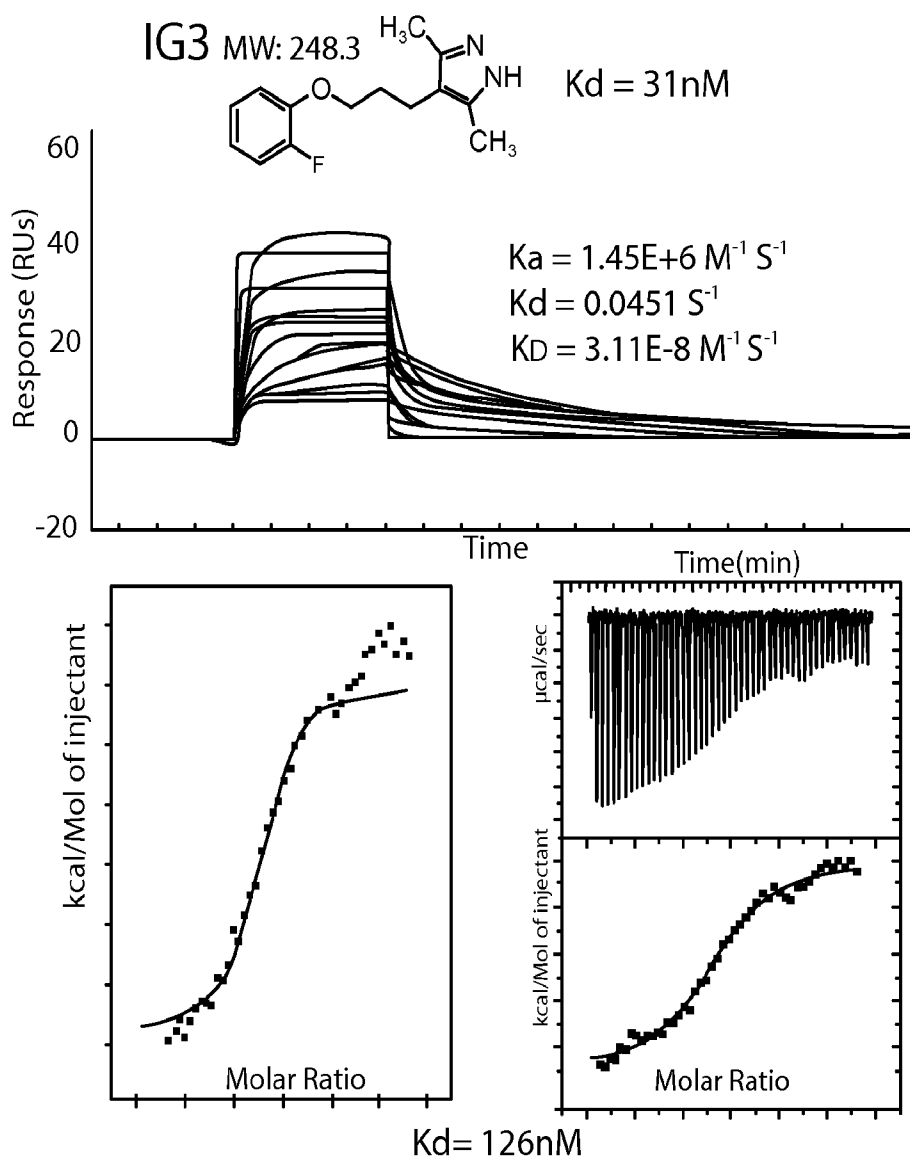 IG3 MW: 248.3
H₃C
N
NH
O
F
CH₃
Kd = 31nM
60
40
20
0
-20
Response (RUs)
Ka = 1.45E+6 M⁻¹ S⁻¹
Kd = 0.0451 S⁻¹
KD = 3.11E-8 M⁻¹ S⁻¹
Time
kcal/Mol of injectant
Molar Ratio
Time(min)
µcal/sec
kcal/Mol of injectant
Molar Ratio
Kd= 126nM